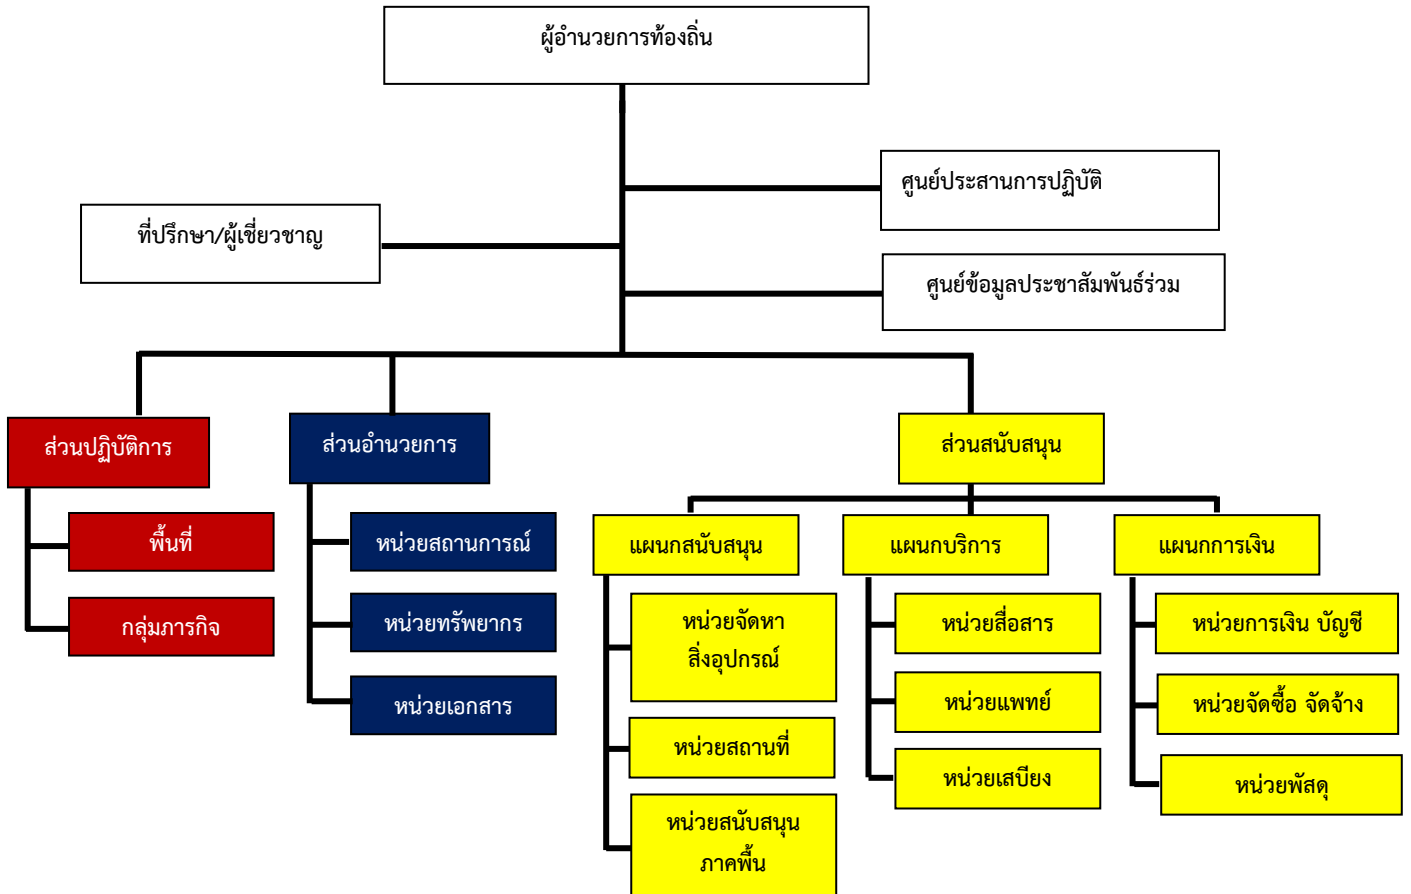 ผู้อำนวยการท้องถิ่น
ศูนย์ประสานการปฏิบัติ
ที่ปรึกษา/ผู้เชี่ยวชาญ
ศูนย์ข้อมูลประชาสัมพันธ์ร่วม
ส่วนปฏิบัติการ
พื้นที่
กลุ่มภารกิจ
ส่วนอำนวยการ
หน่วยสถานการณ์
หน่วยทรัพยากร
หน่วยเอกสาร
ส่วนสนับสนุน
แผนกสนับสนุน
หน่วยจัดหา
สิ่งอุปกรณ์
หน่วยสถานที่
หน่วยสนับสนุน
ภาคพื้น
แผนกบริการ
หน่วยสื่อสาร
หน่วยแพทย์
หน่วยเสบียง
แผนกการเงิน
หน่วยการเงิน บัญชี
หน่วยจัดซื้อ จัดจ้าง
หน่วยพัสดุ